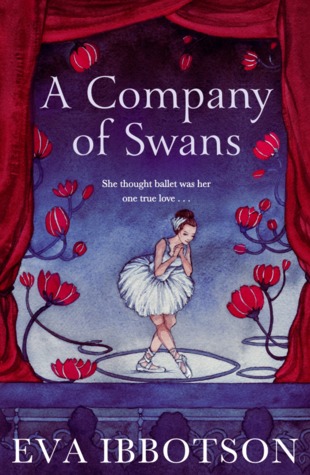 A Company
of Swans
She thought ballet was her
one true love . . .
EVA IBBOTSON